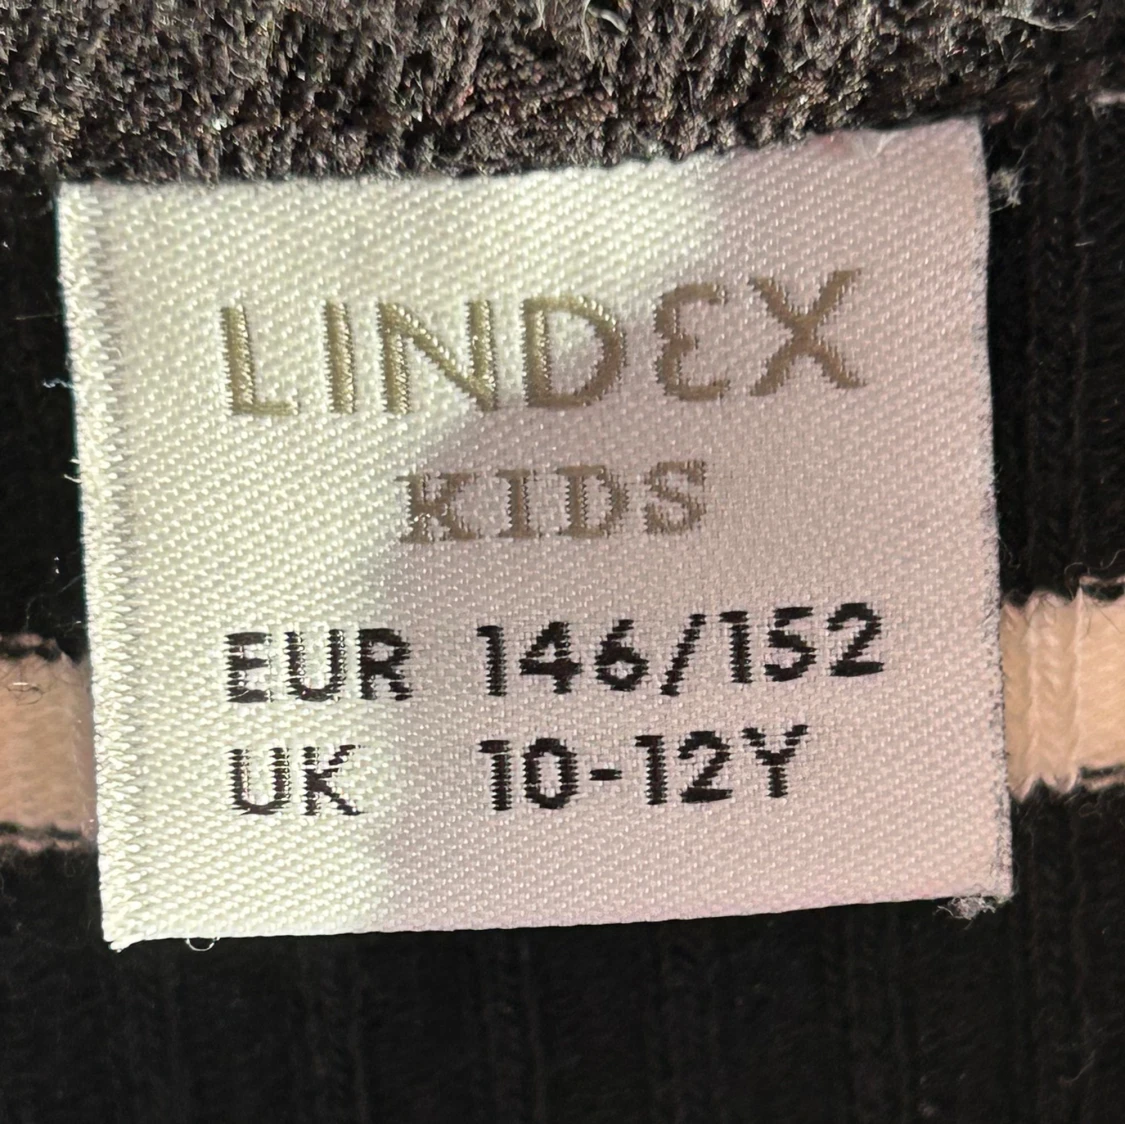 LINDEX
KIDS
EUR 146/152
UK 10-12Y